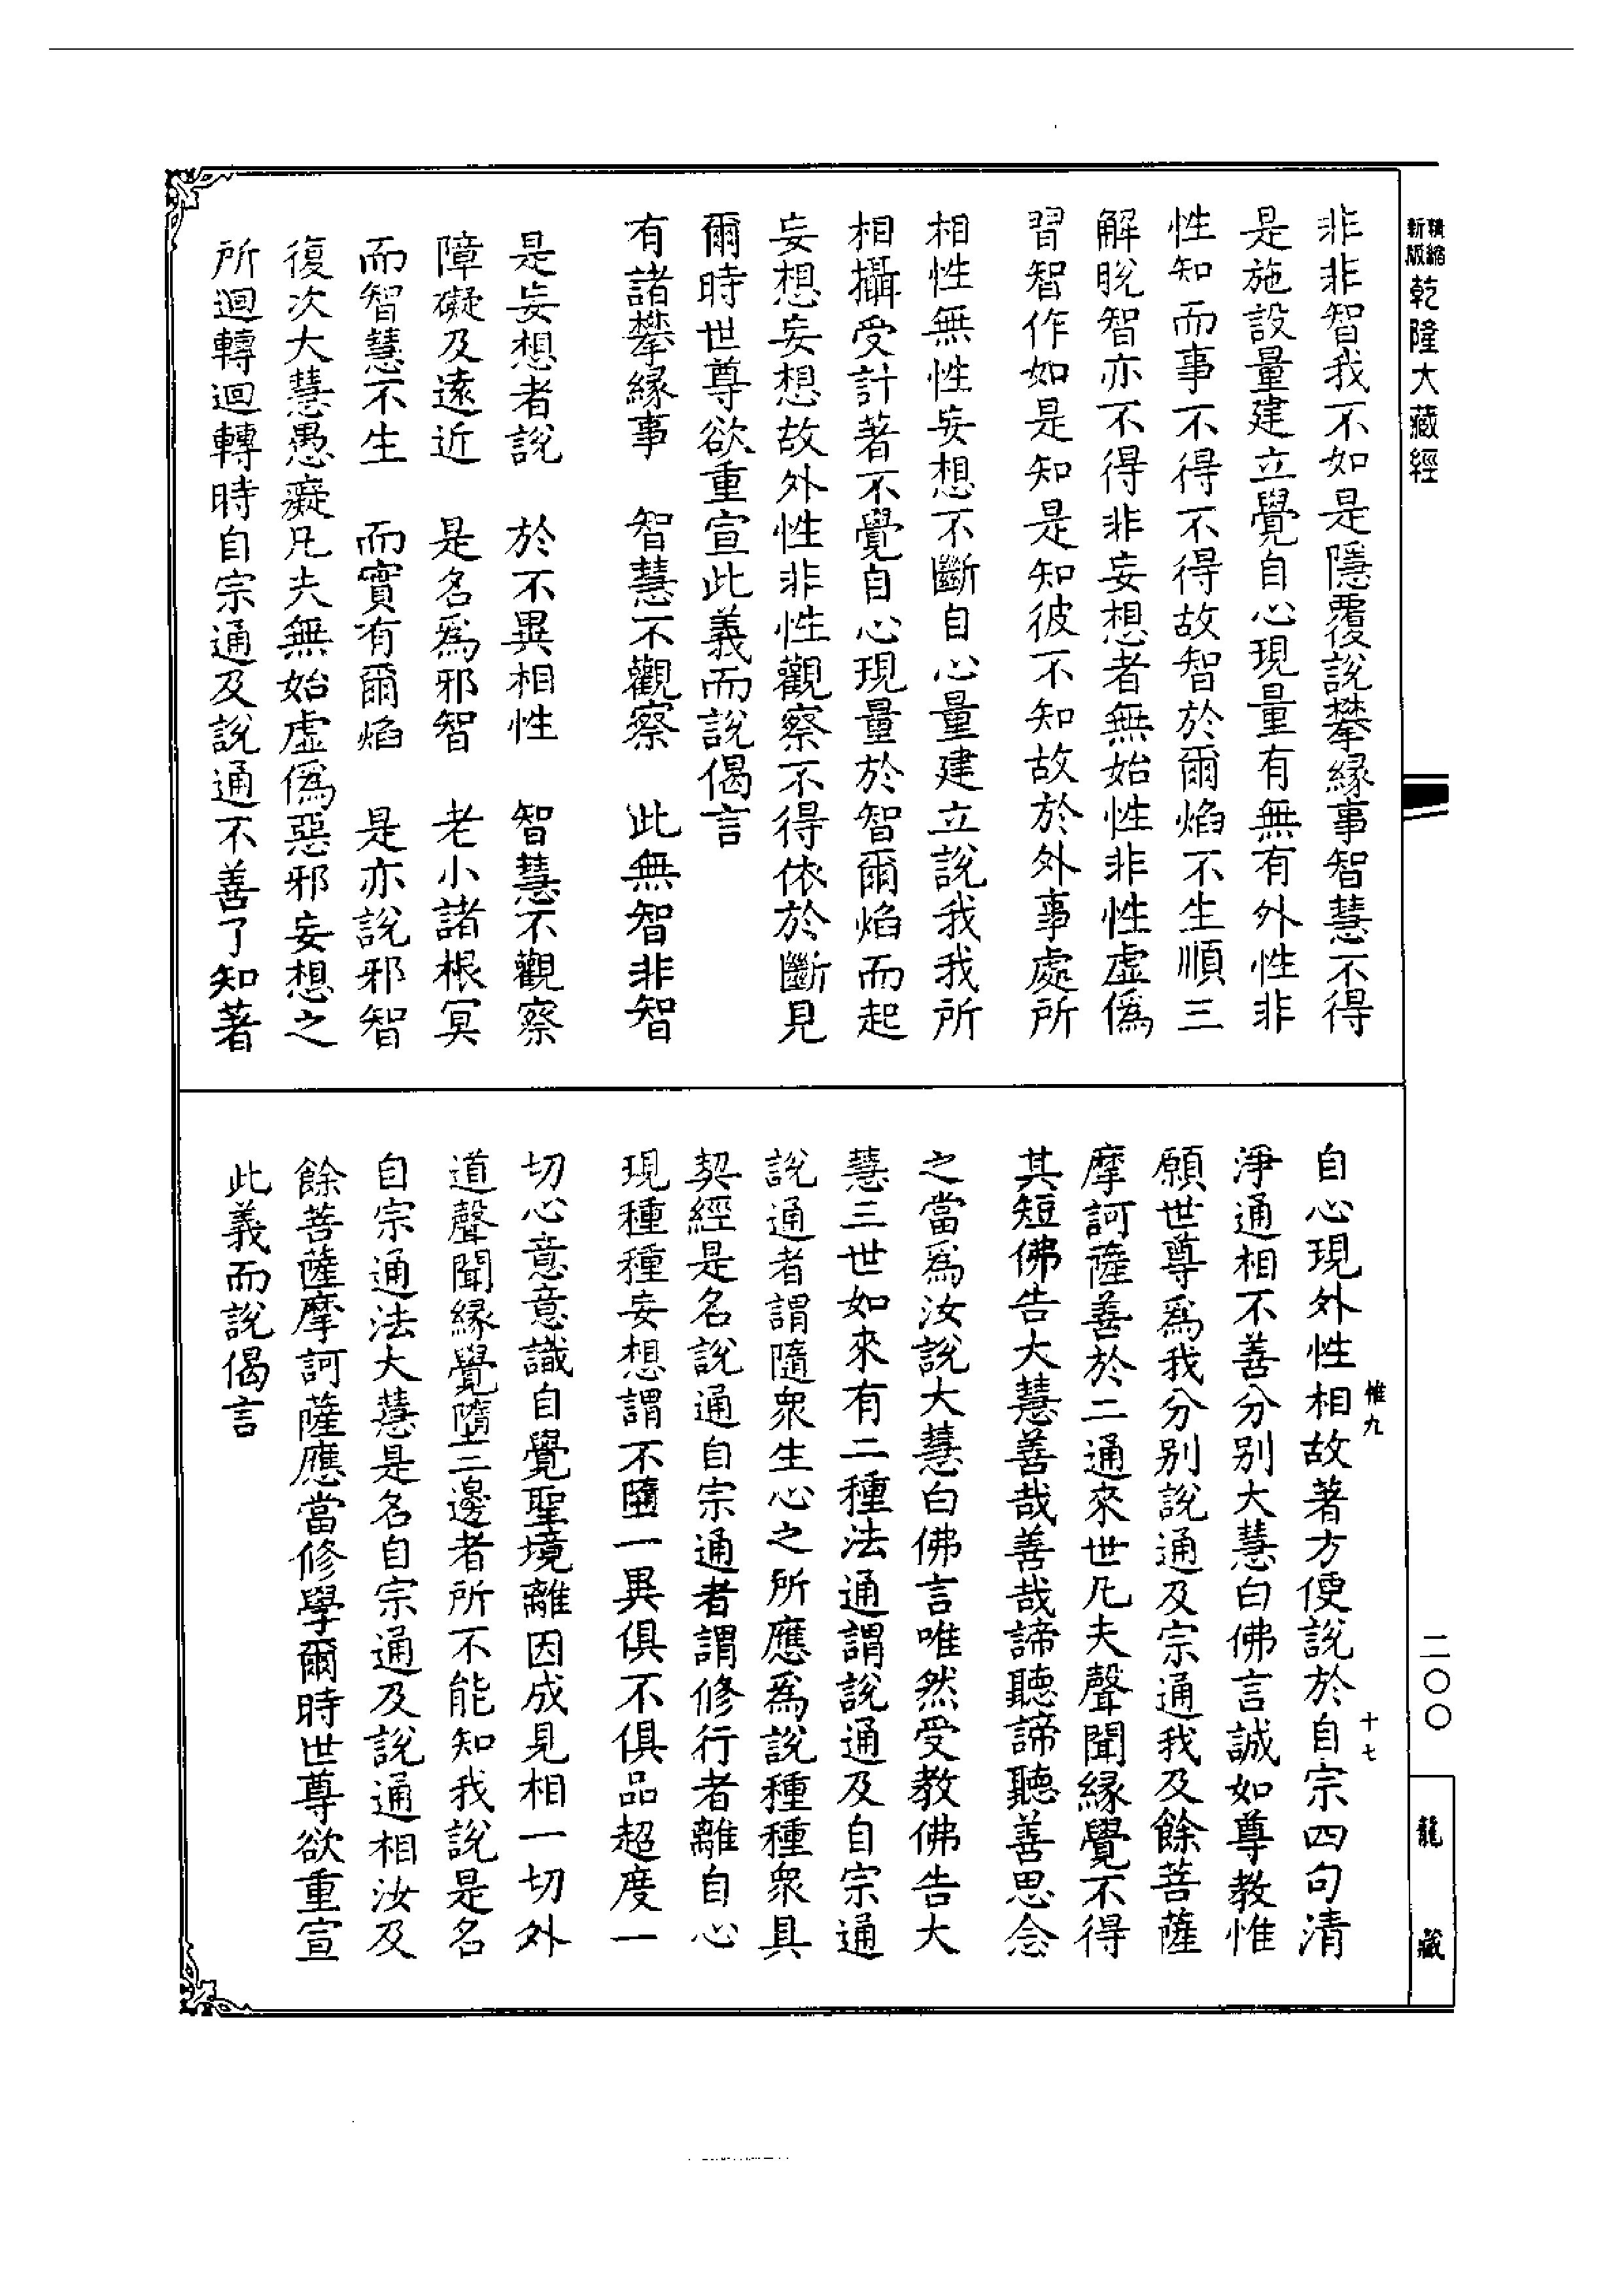 精縮新版乾隆大藏經
非非智我不如是隱覆說攀緣事智慧不得
是施設量建立覺自心現量有無有外性非
性知而事不得不得故智於爾焰不生順三
解脫智亦不得非妄想者無始性非性虛僞
習智作如是知是知彼不知故於外事處所
相性無性妄想不斷自心量建立說我我所
相攝受計著不覺自心現量於智爾焰而起
妄想妄想故外性非性觀察不得依於斷見
爾時世尊欲重宣此義而說偈言
有諸攀緣事　智慧不觀察　此無智非智
是妄想者說　於不異相性　智慧不觀察
障礙及遠近　是名爲邪智　老小諸根冥
而智慧不生　而實有爾焰　是亦說邪智
復次大慧愚癡凡夫無始虛僞惡邪妄想之
所迴轉迴轉時自宗通及說通不善了知著
自心現外性相故著方便說於自宗四句清
淨通相不善分別大慧白佛言誠如尊教惟
願世尊爲我分別說通及宗通我及餘菩薩
摩訶薩善於二通來世凡夫聲聞緣覺不得
其短佛告大慧善哉善哉諦聽諦聽善思念
之當爲汝說大慧白佛言唯然受教佛告大
慧三世如來有二種法通謂說通及自宗通
說通者謂隨衆生心之所應爲說種種衆具
契經是名說通自宗通者謂修行者離自心
現種種妄想謂不墮一異俱不俱品超度一
切心意意識自覺聖境離因成見相一切外
道聲聞緣覺墮二邊者所不能知我說是名
自宗通法大慧是名自宗通及說通相汝及
餘菩薩摩訶薩應當修學爾時世尊欲重宣
此義而說偈言
惟九
十七
二〇〇
龍藏